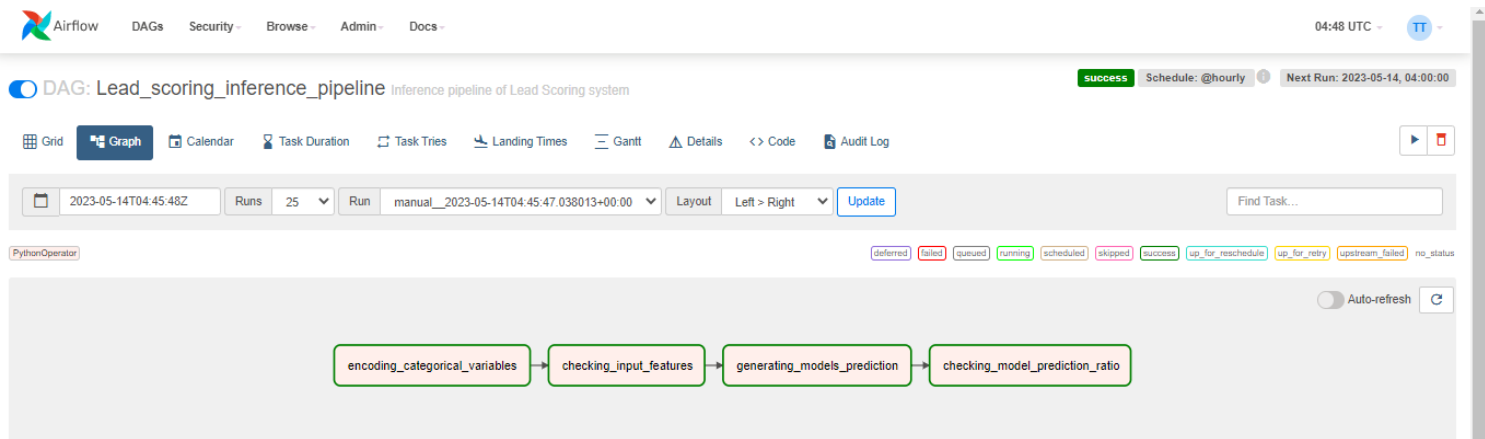 Airflow DAGs Security Browse Admin Docs 04:48 UTC TT
DAG: Lead_scoring_inference_pipeline Inference pipeline of Lead Scoring system success Schedule: @hourly i Next Run: 2023-05-14, 04:00:00
Grid Graph Calendar Task Duration Task Tries Landing Times Gantt Details <> Code Audit Log
2023-05-14T04:45:48Z Runs 25 Run manual__2023-05-14T04:45:47.038013+00:00 Layout Left > Right Update Find Task...
PythonOperator deferred failed queued running scheduled skipped success up_for_reschedule up_for_retry upstream_failed no_status
Auto-refresh
encoding_categorical_variables checking_input_features generating_models_prediction checking_model_prediction_ratio